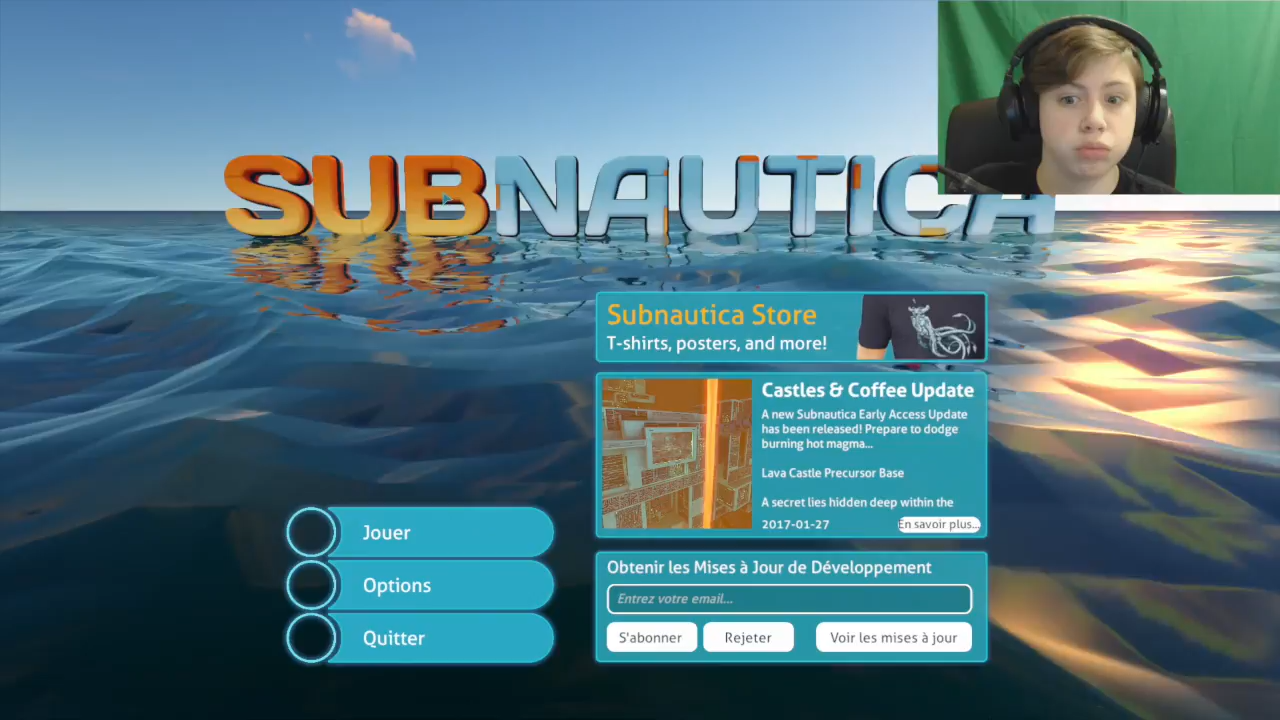 SUBNAUTICA
Subnautica Store
T-shirts, posters, and more!
Castles & Coffee Update
A new Subnautica Early Access Update
has been released! Prepare to dodge
burning hot magma...
Lava Castle Precursor Base
A secret lies hidden deep within the
2017-01-27
En savoir plus...
Jouer
Options
Quitter
Obtenir les Mises à Jour de Développement
Entrez votre email...
S'abonner
Rejeter
Voir les mises à jour